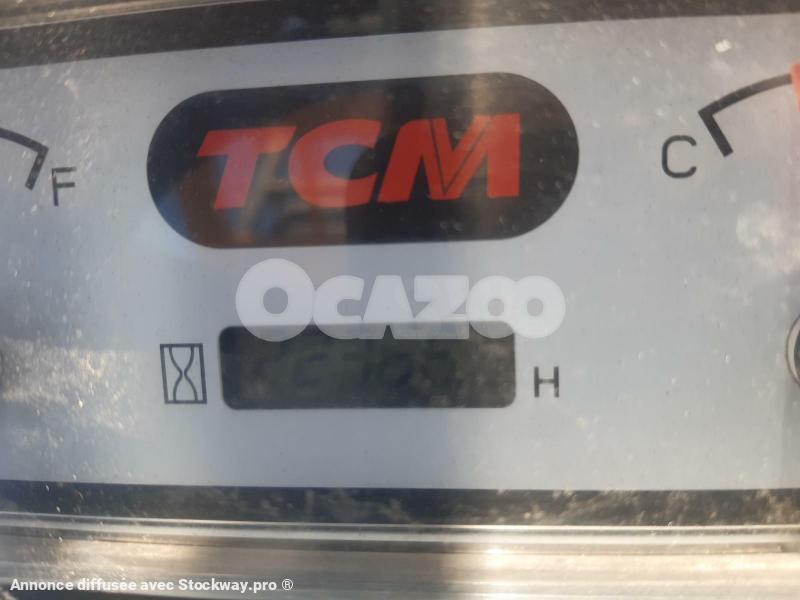 TCM
F
C
OCAZOO
H
Annonce diffusée avec Stockway.pro ®